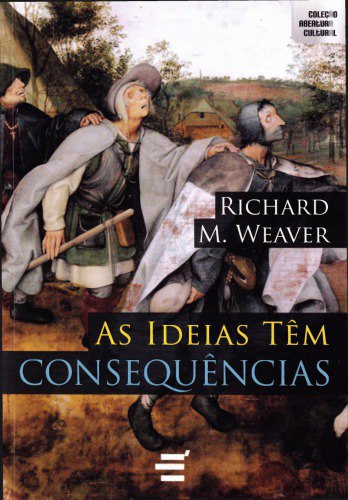 COLEÇÃO
ABERTURA
CULTURAL
RICHARD
M. WEAVER
AS IDEIAS TÊM
CONSEQUÊNCIAS
É